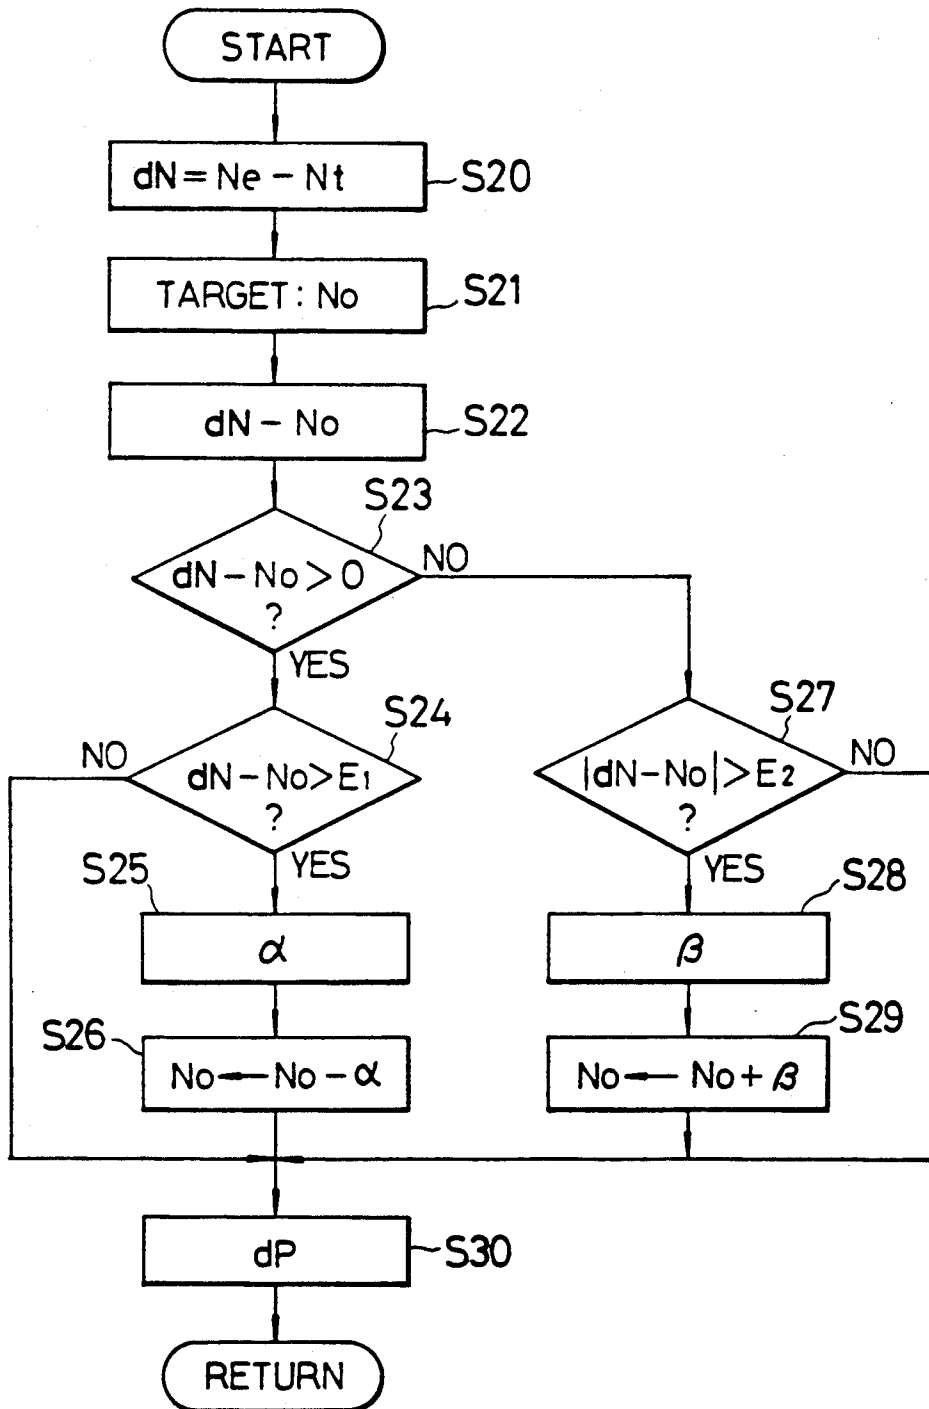 START
dN = Ne - Nt
S20
TARGET: No
S21
dN - No
S22
S23
dN - No > 0
?
NO
YES
S24
NO
dN - No > E1
?
YES
S27
|dN - No| > E2
?
NO
YES
S25
α
S28
β
S26
No ← No - α
S29
No ← No + β
dP
S30
RETURN